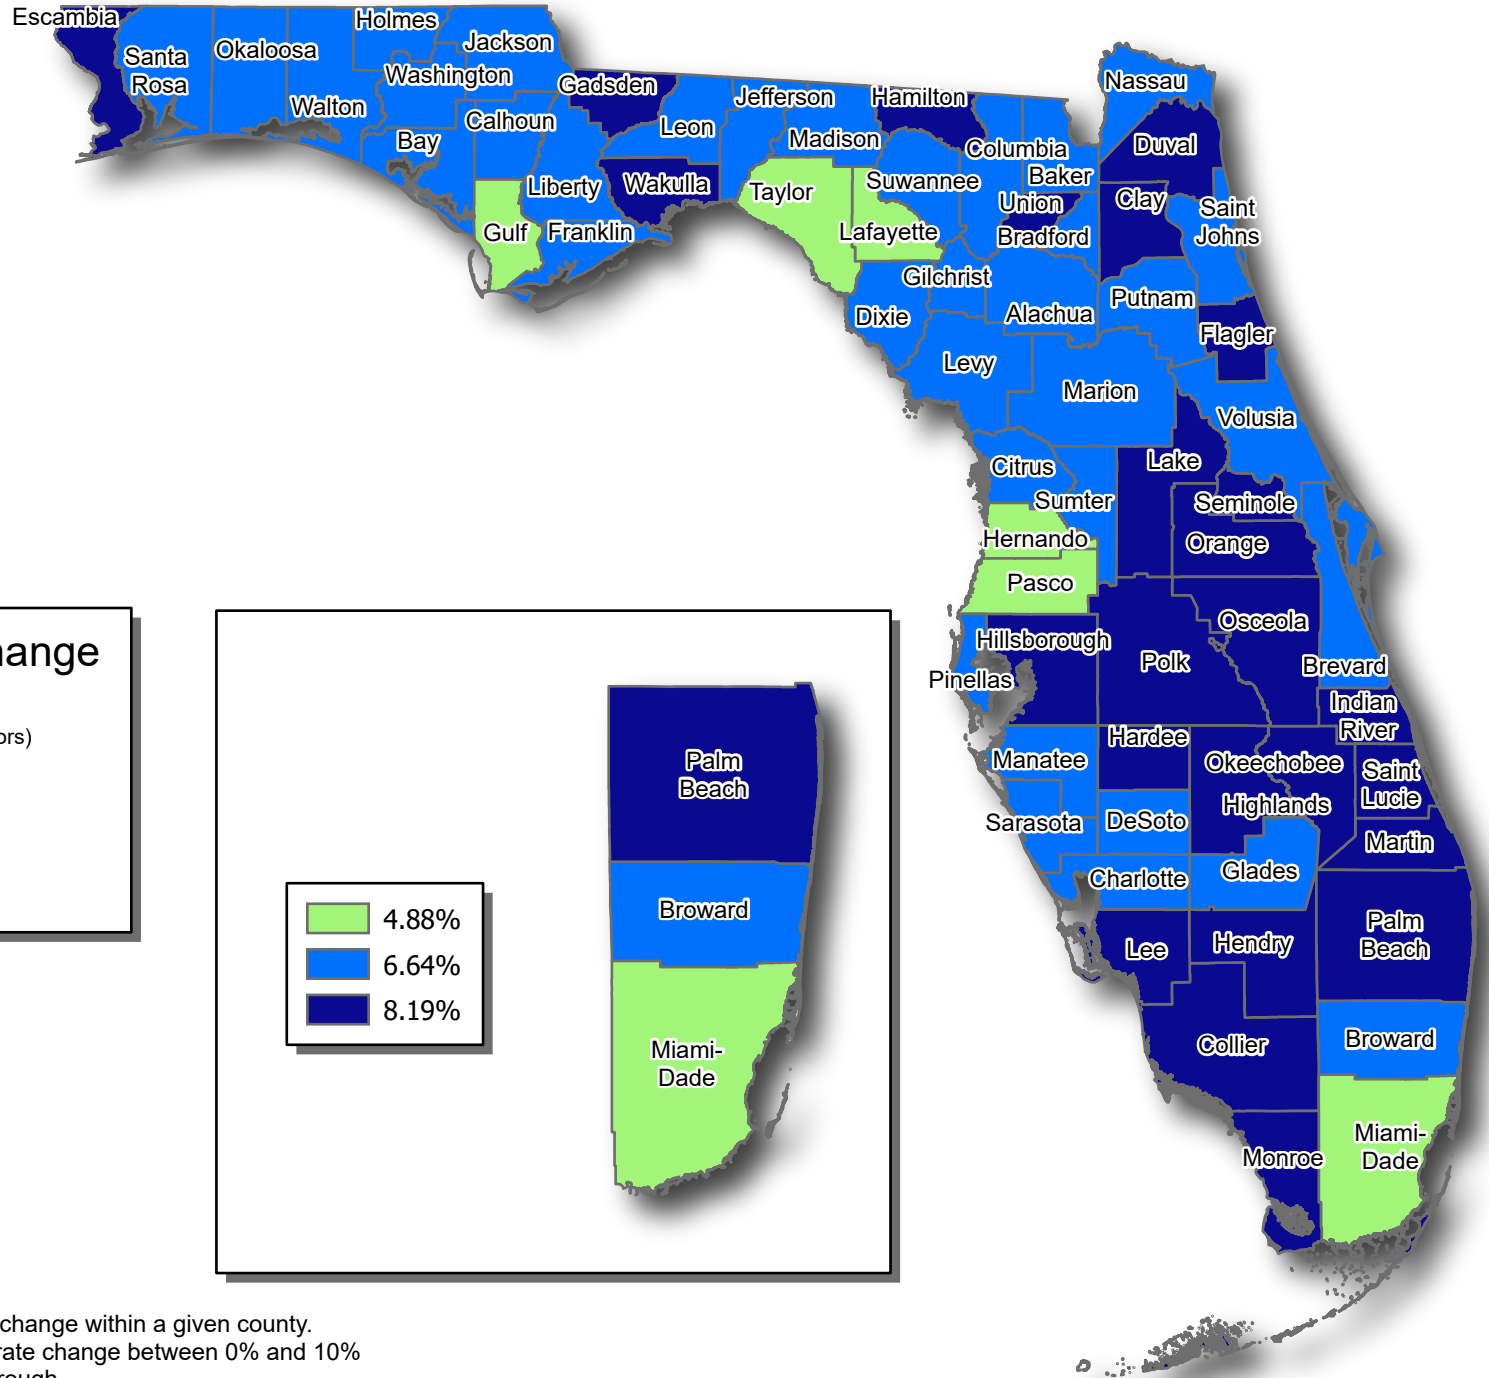 Escambia
Santa
Rosa
Okaloosa
Holmes
Jackson
Washington
Walton
Bay
Calhoun
Gadsden
Leon
Liberty
Wakulla
Gulf
Franklin
Jefferson
Madison
Hamilton
Taylor
Suwannee
Lafayette
Columbia
Baker
Union
Bradford
Nassau
Duval
Clay
Saint
Johns
Gilchrist
Dixie
Alachua
Putnam
Flagler
Levy
Marion
Volusia
Citrus
Lake
Sumter
Seminole
Hernando
Orange
Pasco
Osceola
Hillsborough
Polk
Pinellas
Brevard
Indian
River
Manatee
Hardee
Okeechobee
Saint
Lucie
Highlands
Sarasota
DeSoto
Martin
Charlotte
Glades
Lee
Hendry
Palm
Beach
Collier
Broward
Miami-
Dade
Monroe
ors)
Palm
Beach
Broward
Miami-
Dade
4.88%
6.64%
8.19%
change within a given county.
rate change between 0% and 10%